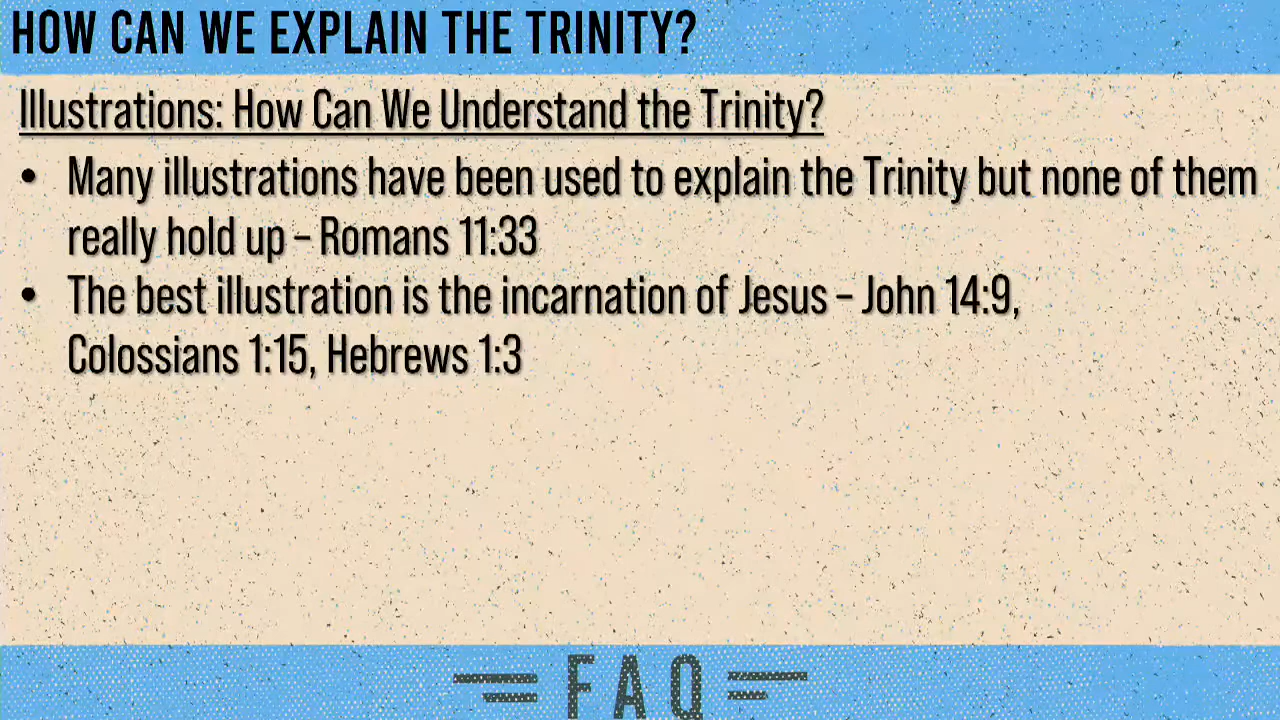 HOW CAN WE EXPLAIN THE TRINITY?
Illustrations: How Can We Understand the Trinity?
• Many illustrations have been used to explain the Trinity but none of them
really hold up – Romans 11:33
• The best illustration is the incarnation of Jesus – John 14:9,
Colossians 1:15, Hebrews 1:3
FAQ